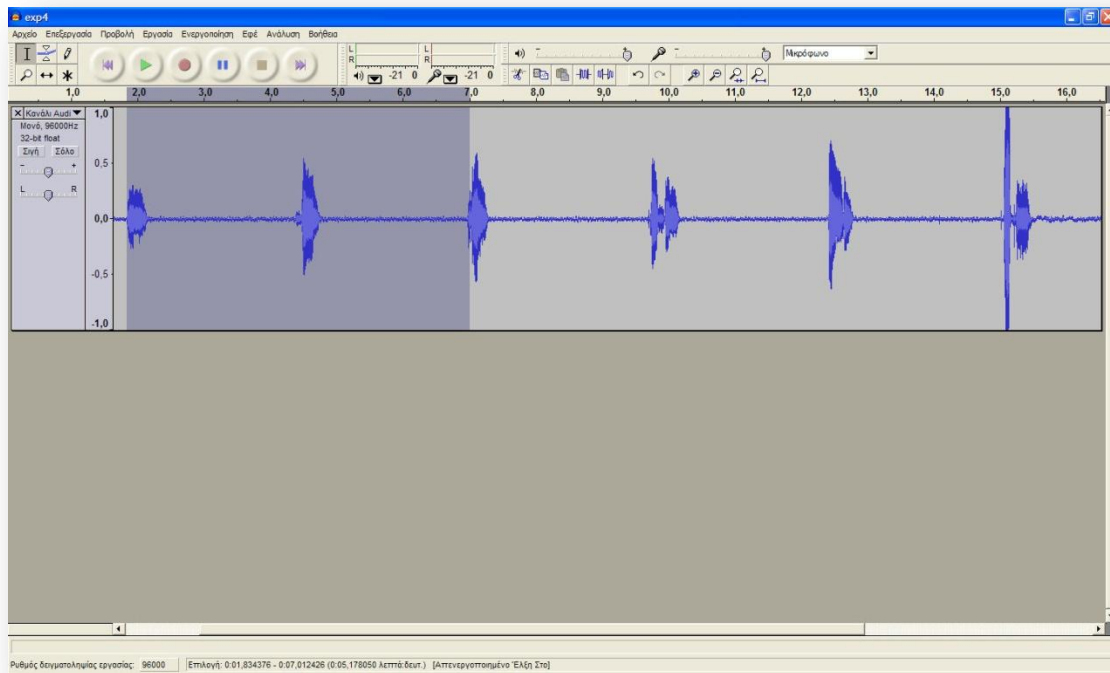 exp4
Αρχείο Επεξεργασία Προβολή Εργασία Ενεργοποίηση Εφέ Ανάλυση Βοήθεια
L
R
-21 0
L
R
-21 0
Μικρόφωνο
1,0 2,0 3,0 4,0 5,0 6,0 7,0 8,0 9,0 10,0 11,0 12,0 13,0 14,0 15,0 16,0
Κανάλι Audi
Μονό, 96000Hz
32-bit float
Σιγή Σόλο
- +
L R
1,0
0,5
0,0
-0,5
-1,0
Ρυθμός δειγματοληψίας εργασίας: 96000 Επιλογή: 0:01,834376 - 0:07,012426 (0:05,178050 λεπτά:δευτ.) [Απενεργοποιημένο Έλξη Στο]